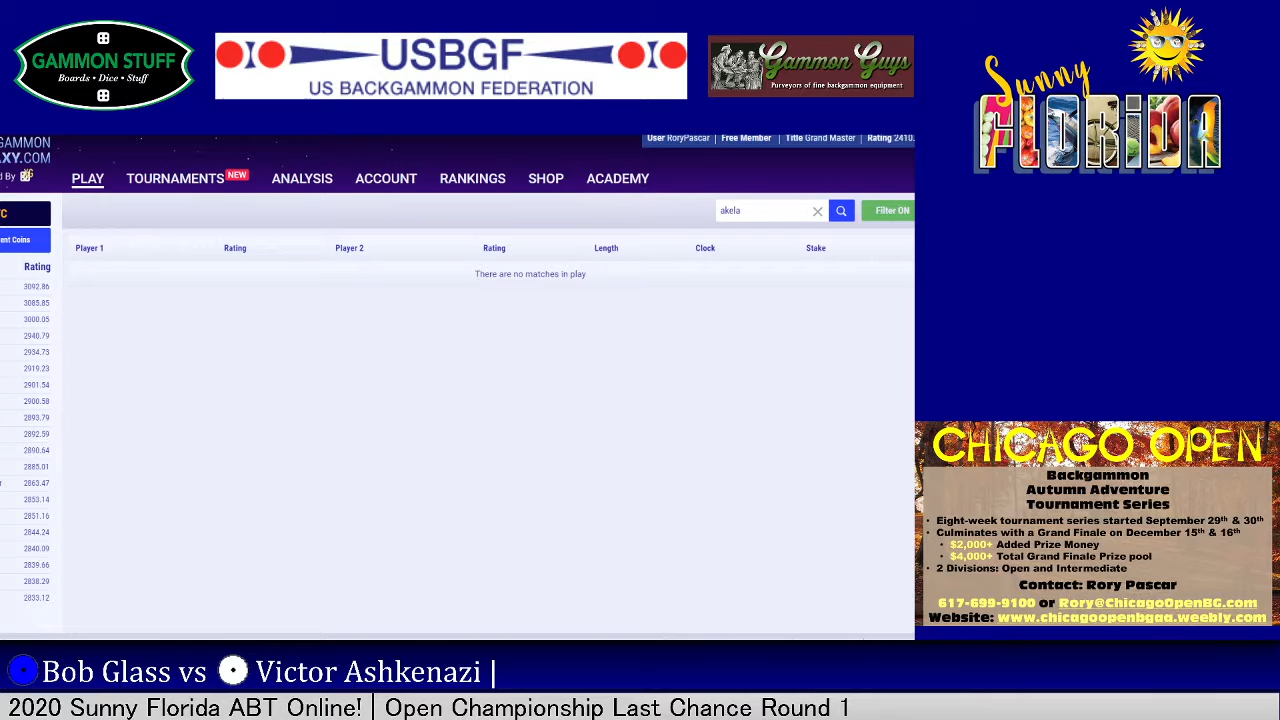 GAMMON STUFF
Boards • Dice • Stuff
USBGF
US BACKGAMMON FEDERATION
Gammon Guys
Purveyors of fine backgammon equipment
Sunny
FLORIDA
GAMMON
AXY.COM
d By
User RoryPascar | Free Member | Title Grand Master | Rating 2410.
PLAY TOURNAMENTS NEW ANALYSIS ACCOUNT RANKINGS SHOP ACADEMY
C
ent Coins
akela
Filter ON
Player 1 Rating Player 2 Rating Length Clock Stake
There are no matches in play
Rating
3092.86
3085.85
3000.05
2940.79
2934.73
2919.23
2901.54
2900.58
2893.79
2892.59
2890.64
2885.01
r 2863.47
2853.14
2851.16
2844.24
2840.09
2839.66
2838.29
2833.12
CHICAGO OPEN
Backgammon
Autumn Adventure
Tournament Series
• Eight-week tournament series started September 29th & 30th
• Culminates with a Grand Finale on December 15th & 16th
• $2,000+ Added Prize Money
• $4,000+ Total Grand Finale Prize pool
• 2 Divisions: Open and Intermediate
Contact: Rory Pascar
617-699-9100 or Rory@ChicagoOpenBG.com
Website: www.chicagoopenbgaa.weebly.com
Bob Glass vs Victor Ashkenazi |
2020 Sunny Florida ABT Online! | Open Championship Last Chance Round 1